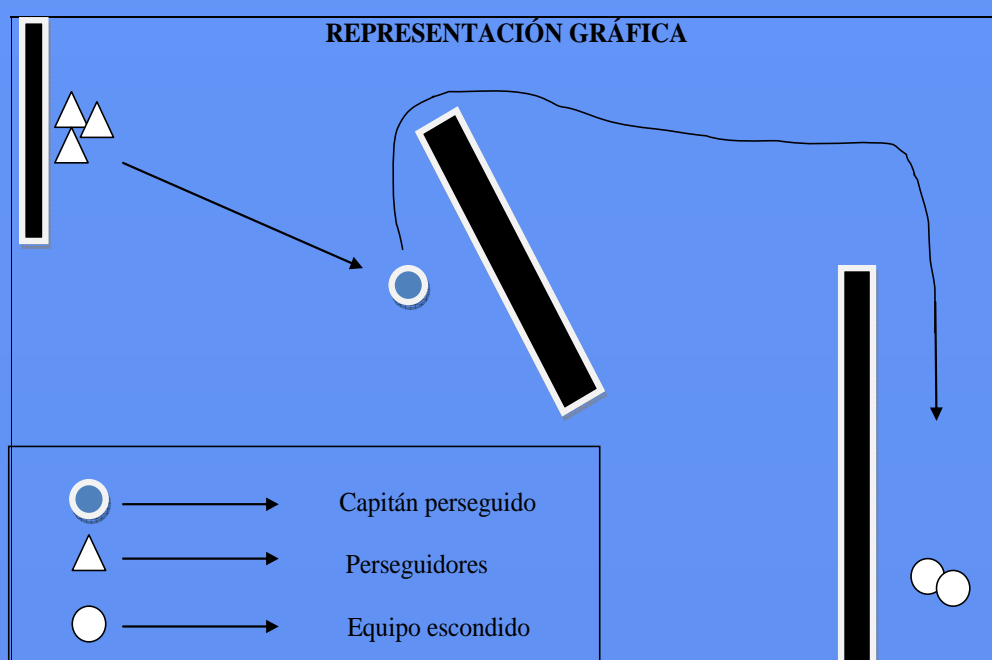 REPRESENTACIÓN GRÁFICA
Capitán perseguido
Perseguidores
Equipo escondido